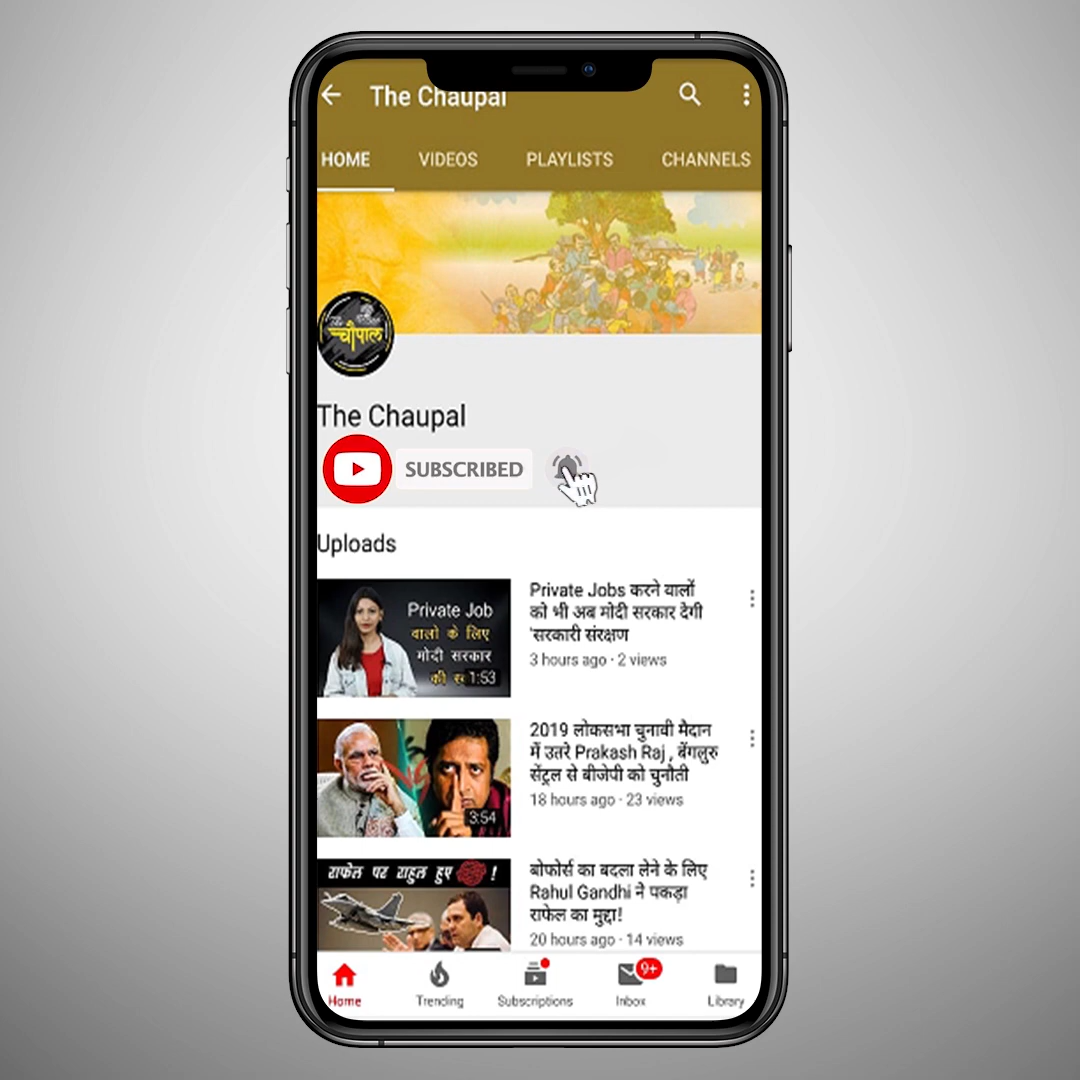 The Chaupal
HOME VIDEOS PLAYLISTS CHANNELS
चौपाल
The Chaupal
SUBSCRIBED
Uploads
Private Job
वालो के लिए
मोदी सरकार
की
1:53
Private Jobs करने वालों
को भी अब मोदी सरकार देगी
'सरकारी संरक्षण
3 hours ago · 2 views
3:54
2019 लोकसभा चुनावी मैदान
में उतरे Prakash Raj , बेंगलुरु
सेंट्रल से बीजेपी को चुनौती
18 hours ago · 23 views
राफेल पर राहुल हुए !
बोफोर्स का बदला लेने के लिए
Rahul Gandhi ने पकड़ा
राफेल का मुद्दा!
20 hours ago · 14 views
9+
Home Trending Subscriptions Inbox Library